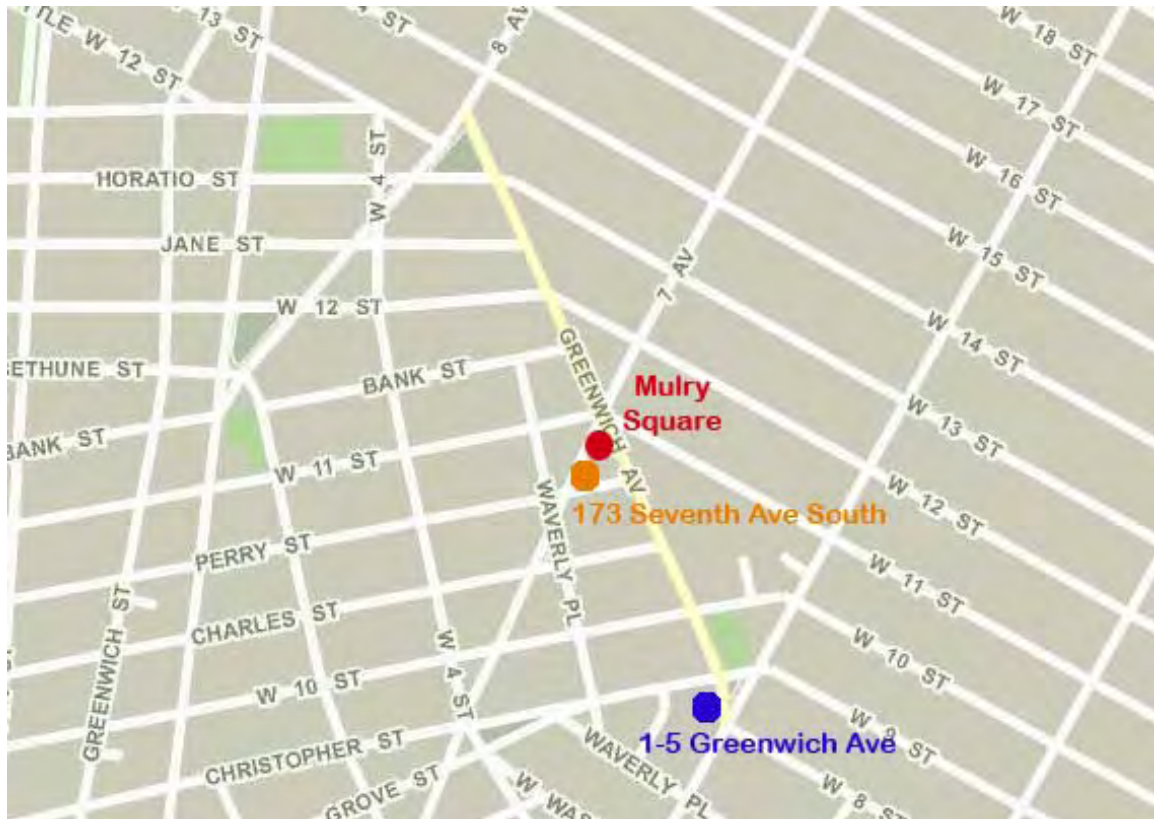 TLE W 12 ST
13 ST
8 AV
W 18 ST
W 17 ST
W 4 ST
HORATIO ST
W 16 ST
JANE ST
7 AV
W 15 ST
W 12 ST
W 14 ST
ETHUNE ST
BANK ST
GREENWICH AV
Mulry
Square
W 13 ST
BANK ST
W 11 ST
WAVERLY PL
173 Seventh Ave South
W 12 ST
PERRY ST
W 11 ST
CHARLES ST
GREENWICH ST
W 4 ST
W 10 ST
W 10 ST
1-5 Greenwich Ave
W 9 ST
CHRISTOPHER ST
WAVERLY PL
W 8 ST
GROVE ST
W WAS